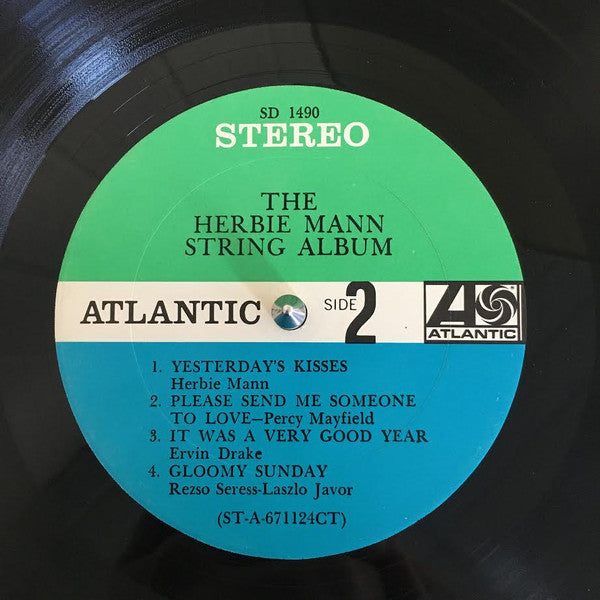 SD 1490
STEREO
THE
HERBIE MANN
STRING ALBUM
ATLANTIC SIDE 2 ATLANTIC
1. YESTERDAY'S KISSES
Herbie Mann
2. PLEASE SEND ME SOMEONE
TO LOVE—Percy Mayfield
3. IT WAS A VERY GOOD YEAR
Ervin Drake
4. GLOOMY SUNDAY
Rezso Seress-Laszlo Javor
(ST-A-671124CT)